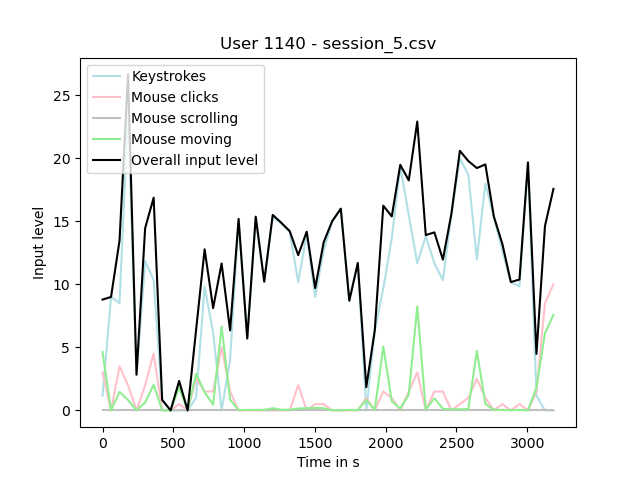 User 1140 - session_5.csv
Keystrokes
Mouse clicks
Mouse scrolling
Mouse moving
Overall input level
Input level
25
20
15
10
5
0
0 500 1000 1500 2000 2500 3000
Time in s